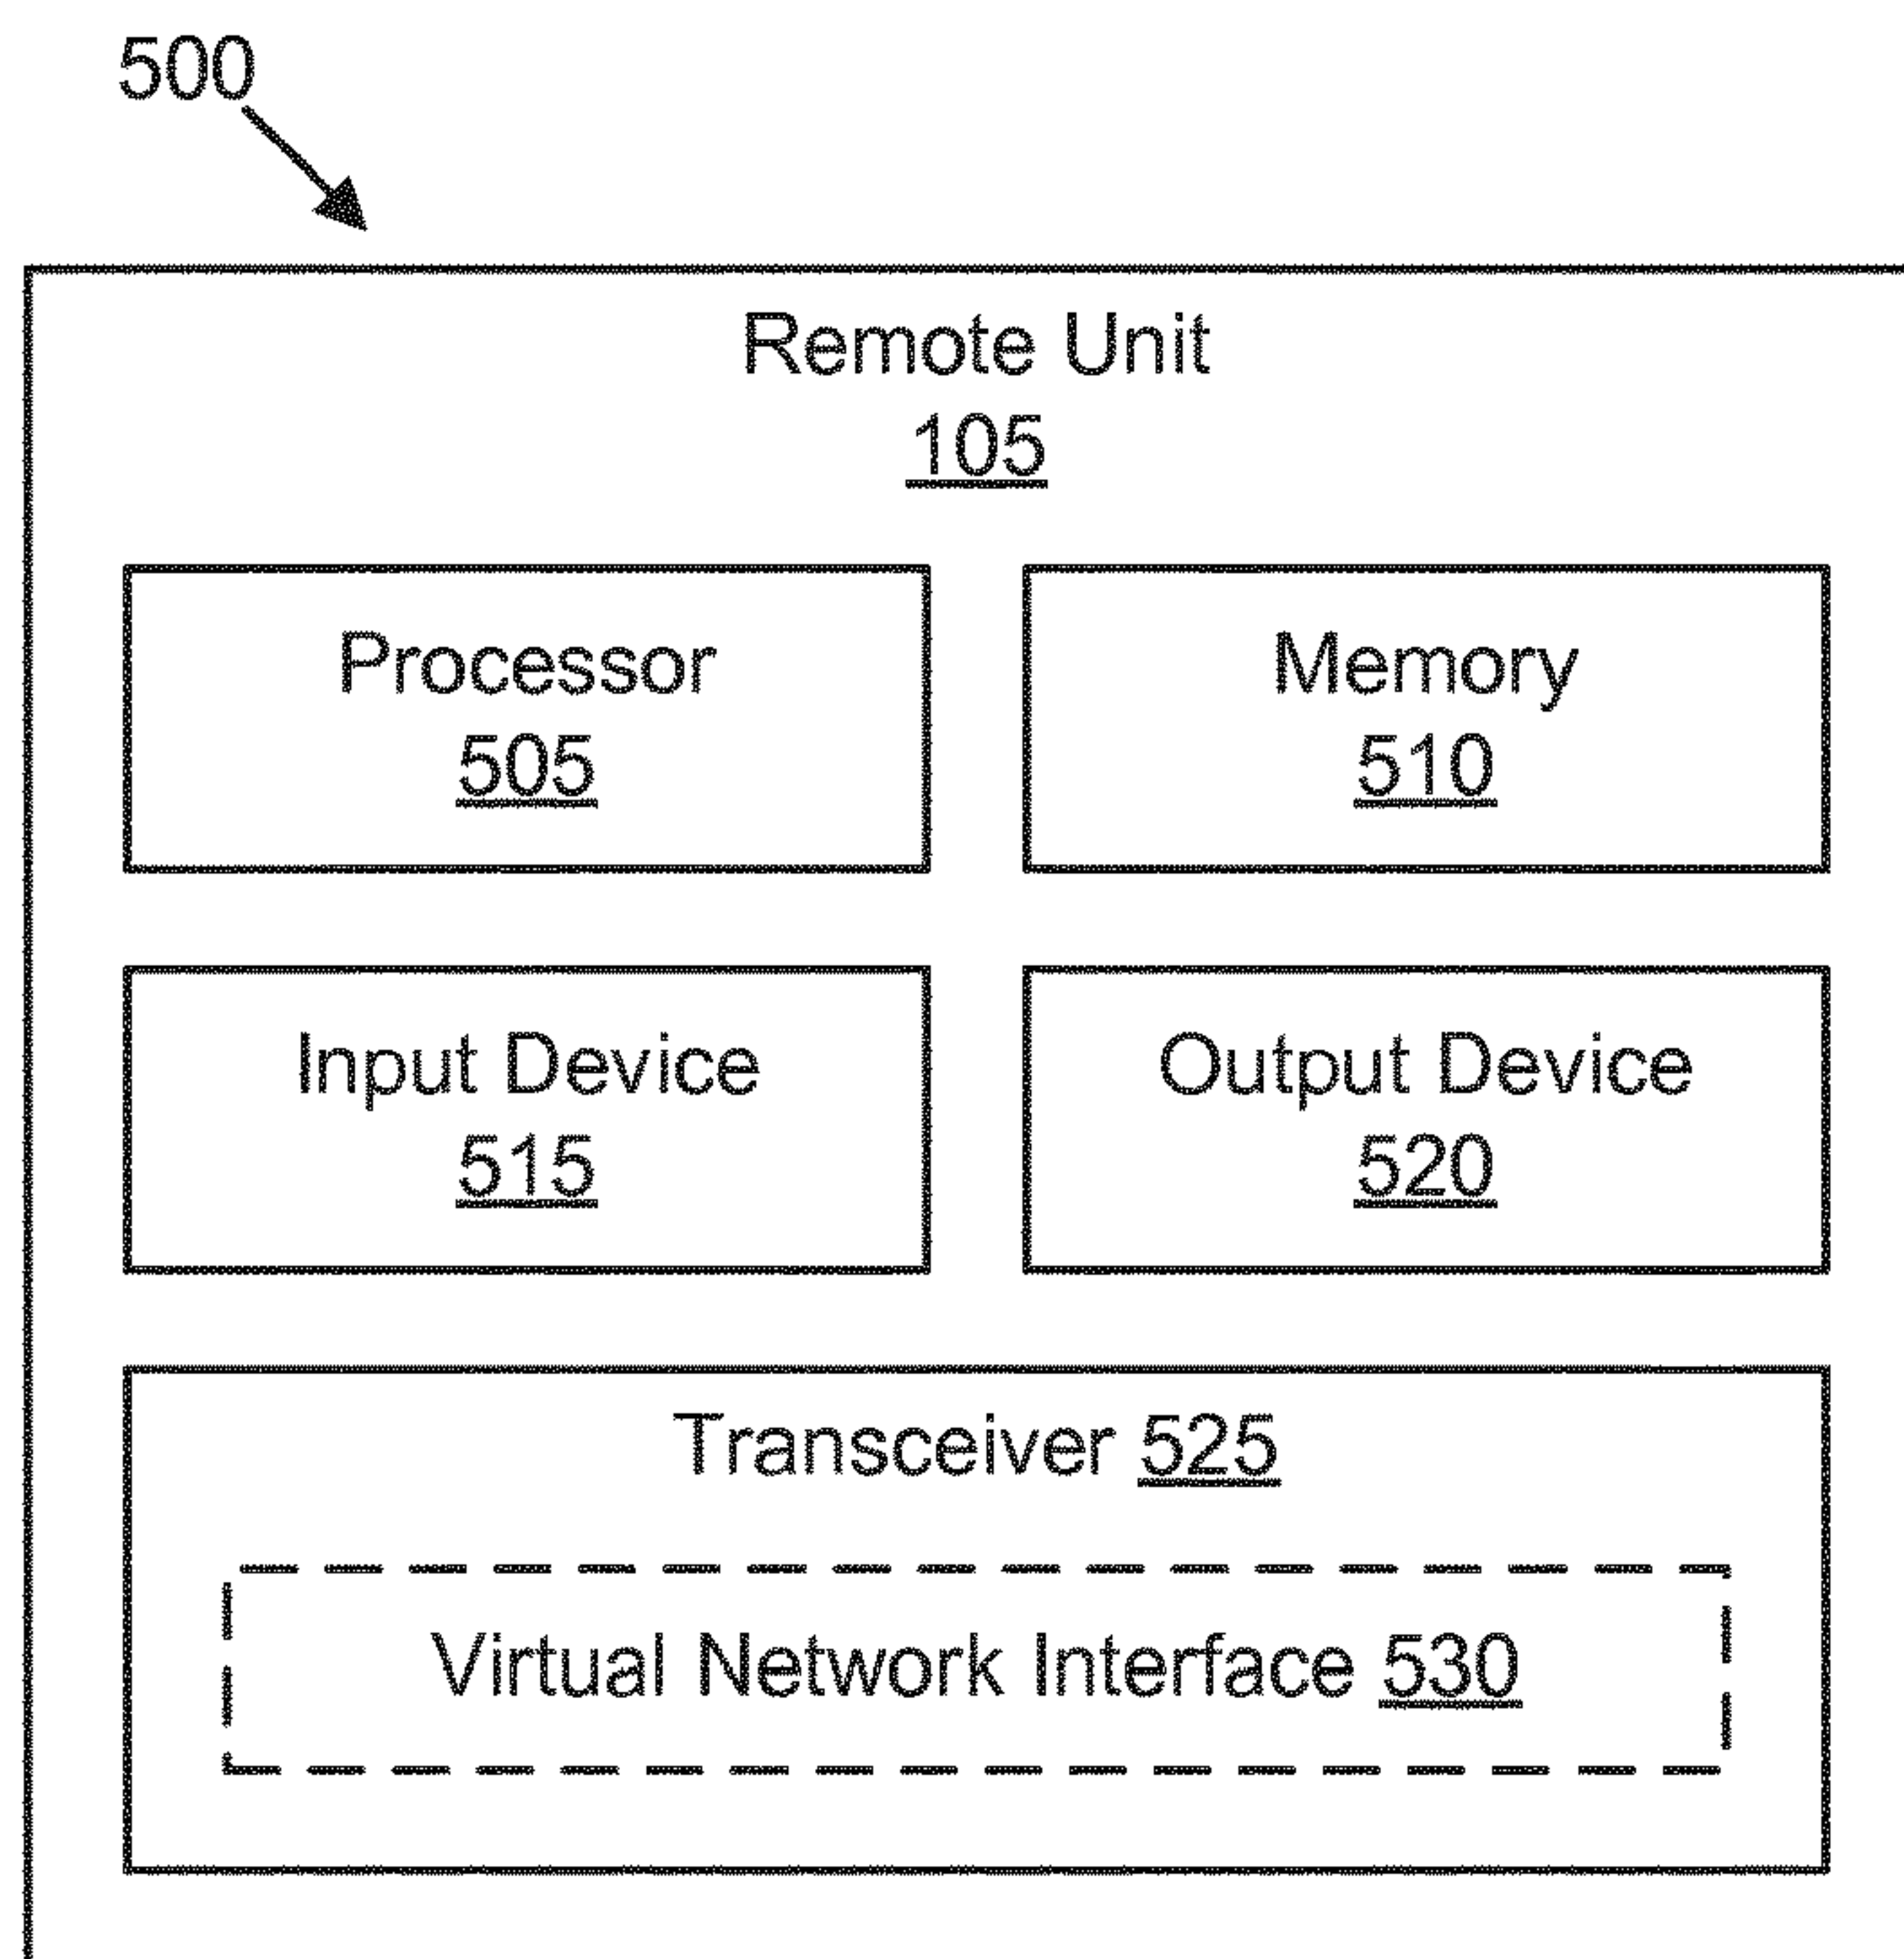 500
Remote Unit
105
Processor
505
Memory
510
Input Device
515
Output Device
520
Transceiver 525
Virtual Network Interface 530